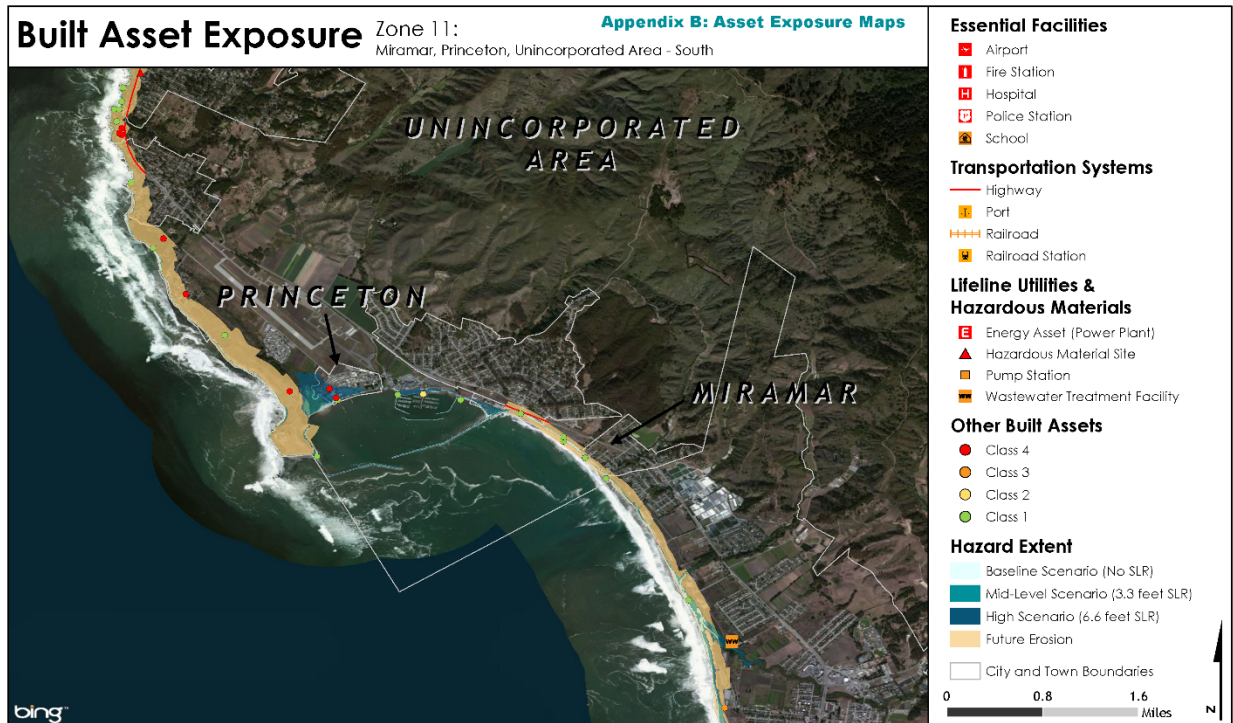 Built Asset Exposure
Zone 11:
Miramar, Princeton, Unincorporated Area - South
Appendix B: Asset Exposure Maps
UNINCORPORATED
AREA
PRINCETON
MIRAMAR
bing
Essential Facilities
Airport
Fire Station
H
Hospital
Police Station
School
Transportation Systems
Highway
Port
Railroad
Railroad Station
Lifeline Utilities &
Hazardous Materials
E
Energy Asset (Power Plant)
Hazardous Material Site
Pump Station
WW
Wastewater Treatment Facility
Other Built Assets
Class 4
Class 3
Class 2
Class 1
Hazard Extent
Baseline Scenario (No SLR)
Mid-Level Scenario (3.3 feet SLR)
High Scenario (6.6 feet SLR)
Future Erosion
City and Town Boundaries
0 0.8 1.6
Miles
N
WW